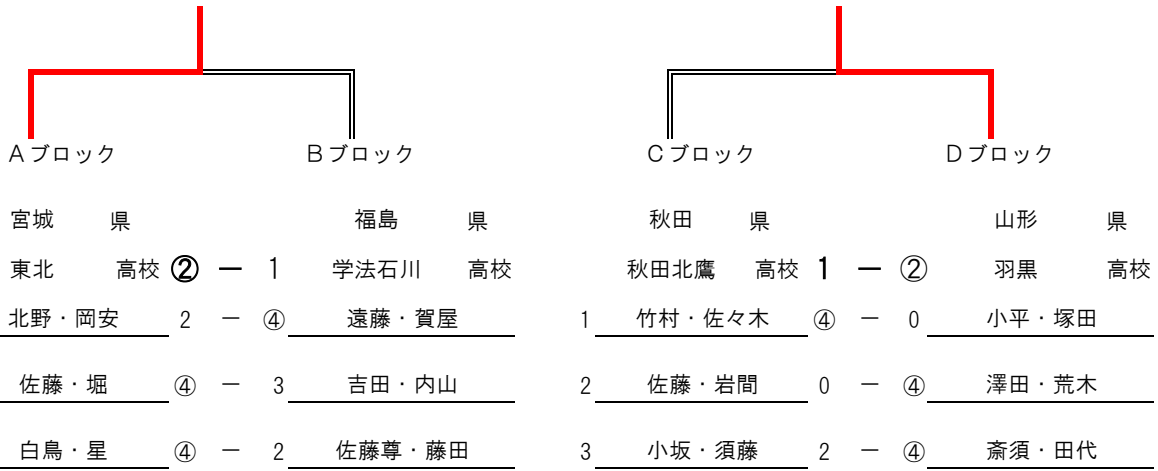 Aブロック Bブロック Cブロック Dブロック
宮城 県 福島 県 秋田 県 山形 県
東北 高校 ② ー 1 学法石川 高校 秋田北鷹 高校 1 ー ② 羽黒 高校
北野・岡安 2 ー ④ 遠藤・賀屋 1 竹村・佐々木 ④ ー 0 小平・塚田
佐藤・堀 ④ ー 3 吉田・内山 2 佐藤・岩間 0 ー ④ 澤田・荒木
白鳥・星 ④ ー 2 佐藤尊・藤田 3 小坂・須藤 2 ー ④ 斎須・田代